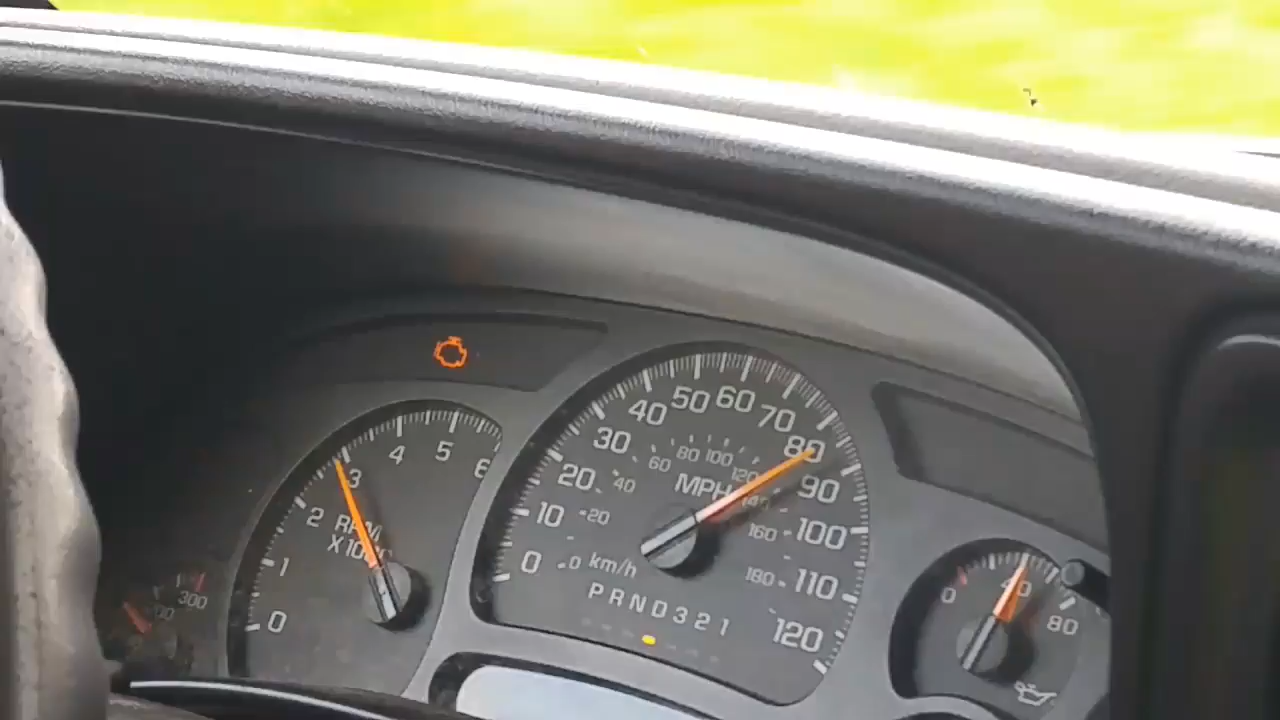 0 1 2 3 4 5 6
RPM
X1000
300
0 10 20 30 40 50 60 70 80 90 100 110 120
20 40 60 80 100 120 140 160 180
MPH
0 km/h
PRND321
0 40 80